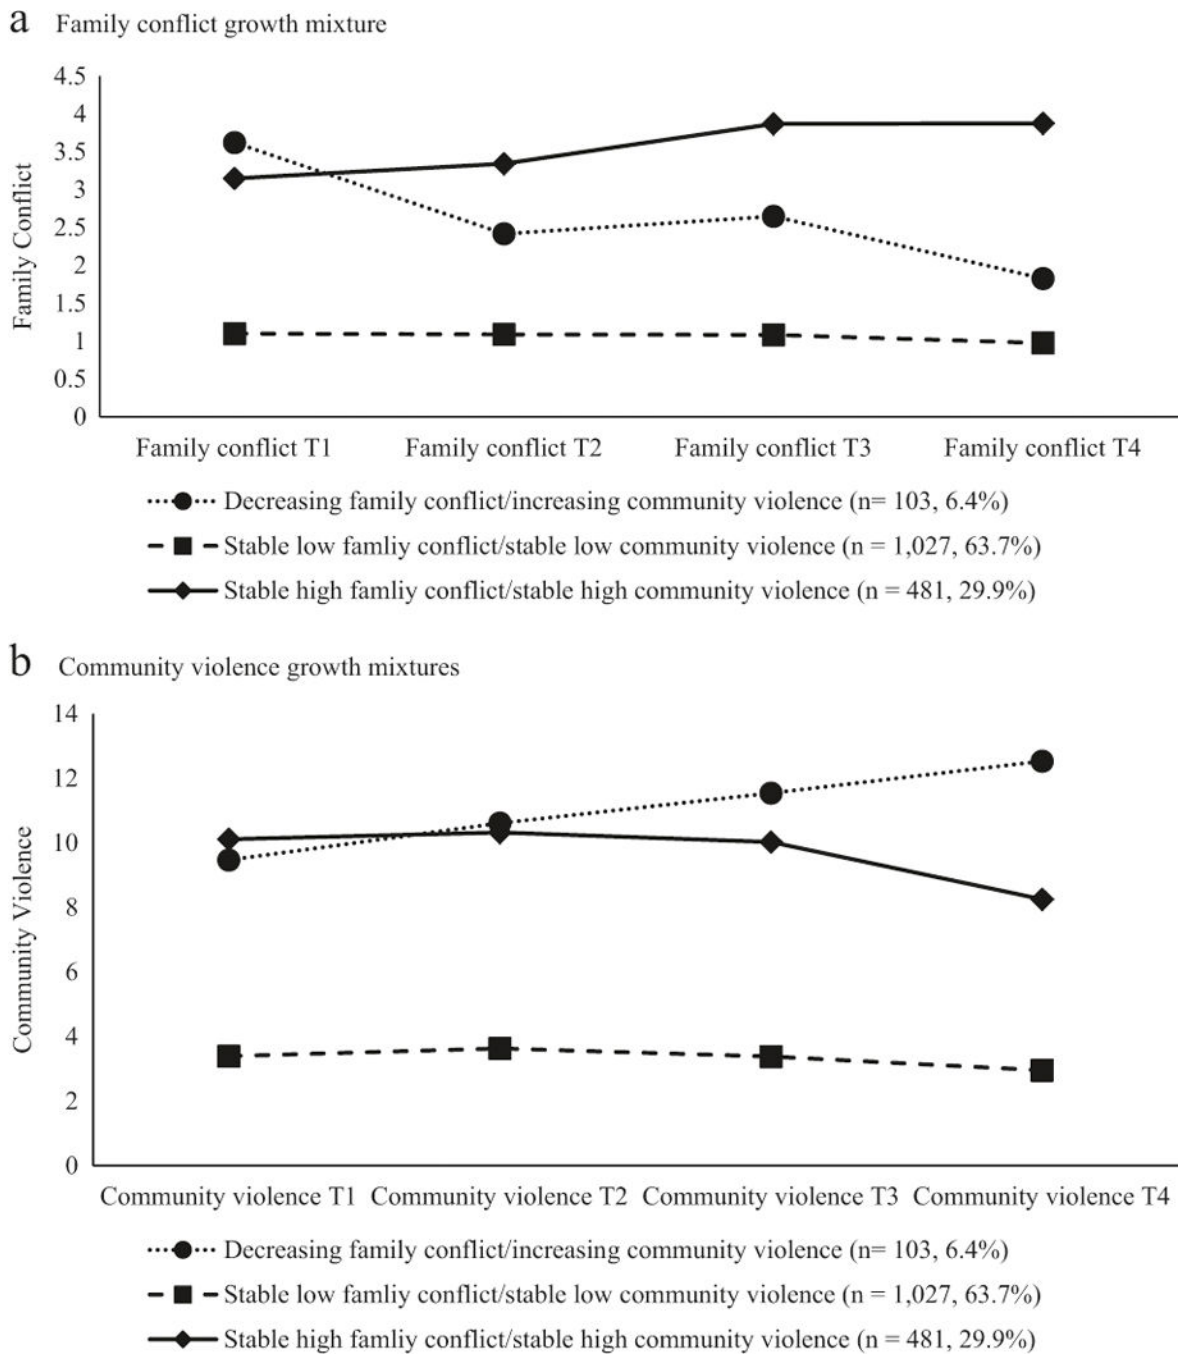 a Family conflict growth mixture
4.5
4
3.5
3
2.5
2
1.5
1
0.5
0
Family Conflict
Family conflict T1 Family conflict T2 Family conflict T3 Family conflict T4
Decreasing family conflict/increasing community violence (n= 103, 6.4%)
Stable low famliy conflict/stable low community violence (n = 1,027, 63.7%)
Stable high famliy conflict/stable high community violence (n = 481, 29.9%)
b Community violence growth mixtures
14
12
10
8
6
4
2
0
Community Violence
Community violence T1 Community violence T2 Community violence T3 Community violence T4
Decreasing family conflict/increasing community violence (n= 103, 6.4%)
Stable low famliy conflict/stable low community violence (n = 1,027, 63.7%)
Stable high famliy conflict/stable high community violence (n = 481, 29.9%)